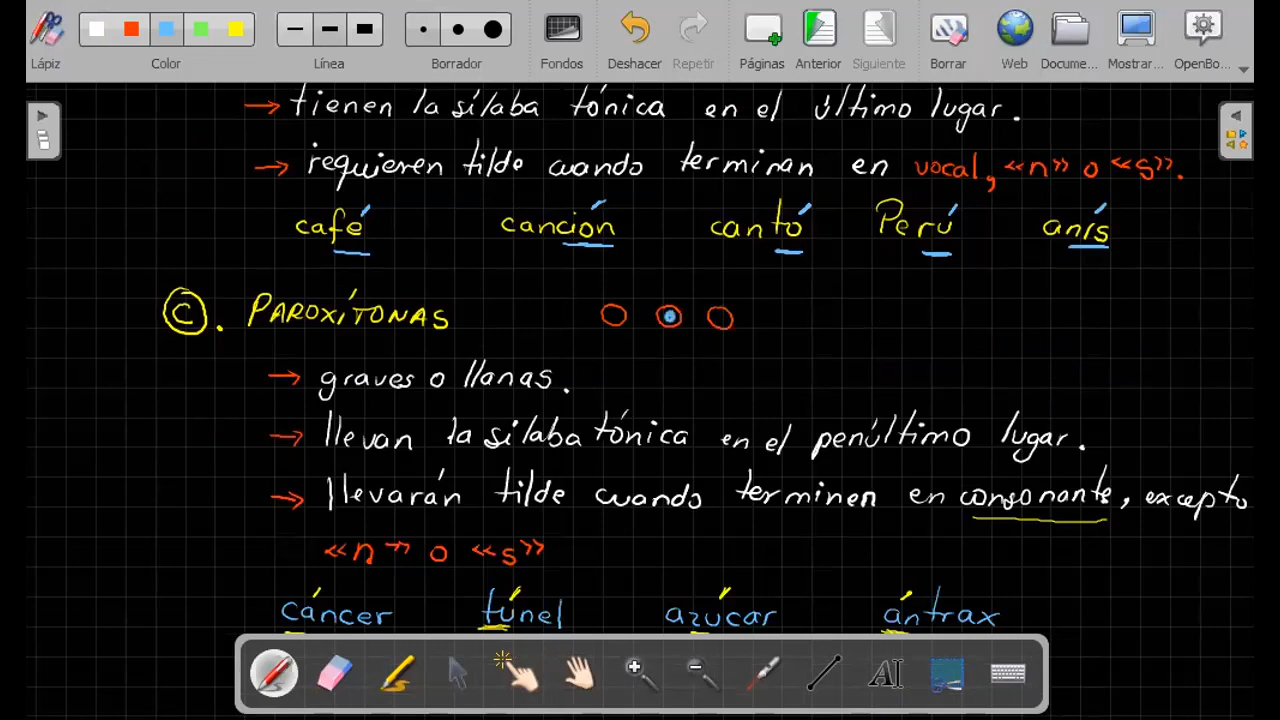 Lápiz Color Línea Borrador Fondos Deshacer Repetir Páginas Anterior Siguiente Borrar Web Docume... Mostrar... OpenBo...
→ tienen la sílaba tónica en el último lugar.
→ requieren tilde cuando terminan en vocal, «n» o «s».
café canción cantó Perú anís
C. PAROXÍTONAS
→ graves o llanas.
→ llevan la sílaba tónica en el penúltimo lugar.
→ llevarán tilde cuando terminen en consonante, excepto
«n» o «s»
cáncer túnel azúcar ántrax